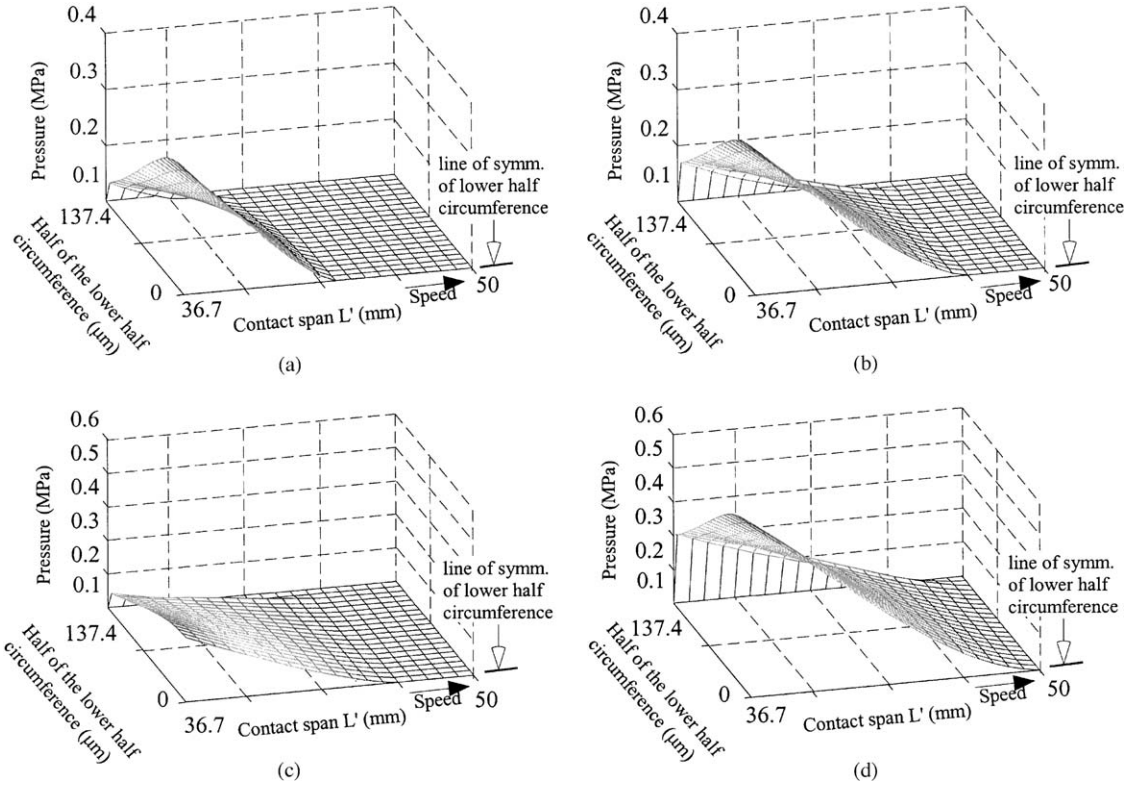 0.4
0.3
0.2
0.1
Pressure (MPa)
137.4
0
Half of the lower half
circumference (μm)
36.7
Contact span L' (mm)
Speed
50
line of symm.
of lower half
circumference
(a)
0.4
0.3
0.2
0.1
Pressure (MPa)
137.4
0
Half of the lower half
circumference (μm)
36.7
Contact span L' (mm)
Speed
50
line of symm.
of lower half
circumference
(b)
0.6
0.5
0.4
0.3
0.2
0.1
Pressure (MPa)
137.4
0
Half of the lower half
circumference (μm)
36.7
Contact span L' (mm)
Speed
50
line of symm.
of lower half
circumference
(c)
0.6
0.5
0.4
0.3
0.2
0.1
Pressure (MPa)
137.4
0
Half of the lower half
circumference (μm)
36.7
Contact span L' (mm)
Speed
50
line of symm.
of lower half
circumference
(d)